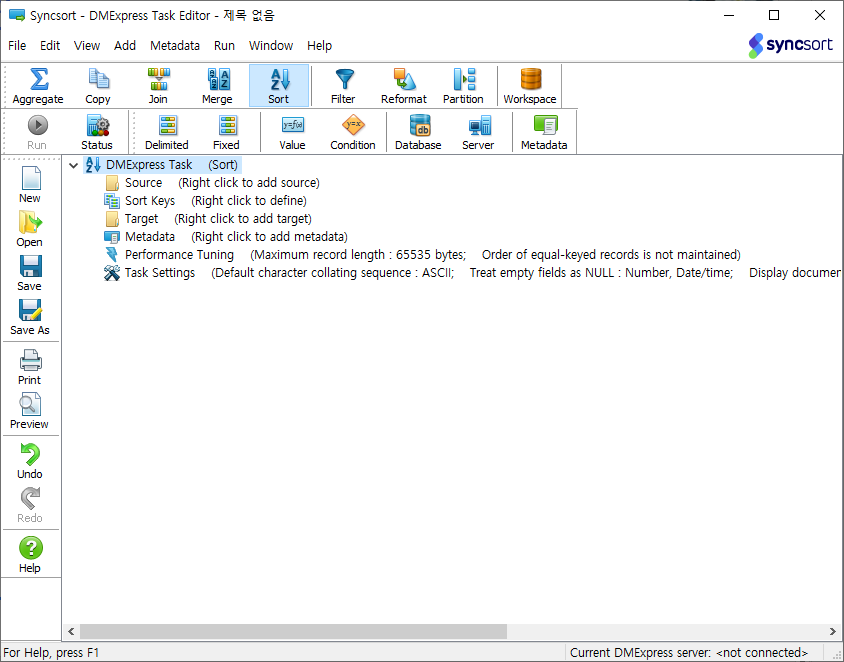 Syncsort - DMExpress Task Editor - 제목 없음
File Edit View Add Metadata Run Window Help
syncsort
Aggregate Copy Join Merge Sort Filter Reformat Partition Workspace
Run Status Delimited Fixed Value Condition Database Server Metadata
New
Open
Save
Save As
Print
Preview
Undo
Redo
Help
DMExpress Task (Sort)
Source (Right click to add source)
Sort Keys (Right click to define)
Target (Right click to add target)
Metadata (Right click to add metadata)
Performance Tuning (Maximum record length : 65535 bytes; Order of equal-keyed records is not maintained)
Task Settings (Default character collating sequence : ASCII; Treat empty fields as NULL : Number, Date/time; Display documer
For Help, press F1
Current DMExpress server: <not connected>